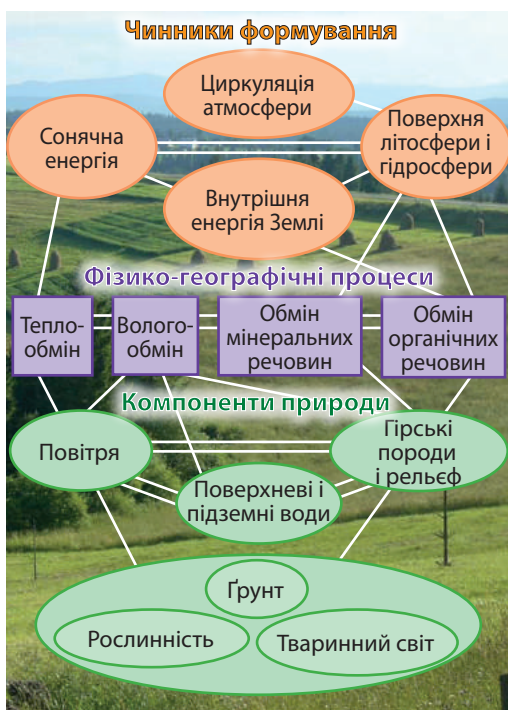 Чинники формування
Циркуляція
атмосфери
Сонячна
енергія
Поверхня
літосфери і
гідросфери
Внутрішня
енергія Землі
Фізико-географічні процеси
Тепло-
обмін
Волого-
обмін
Обмін
мінеральних
речовин
Обмін
органічних
речовин
Компоненти природи
Повітря
Гірські
породи
і рельєф
Поверхневі і
підземні води
Ґрунт
Рослинність
Тваринний світ